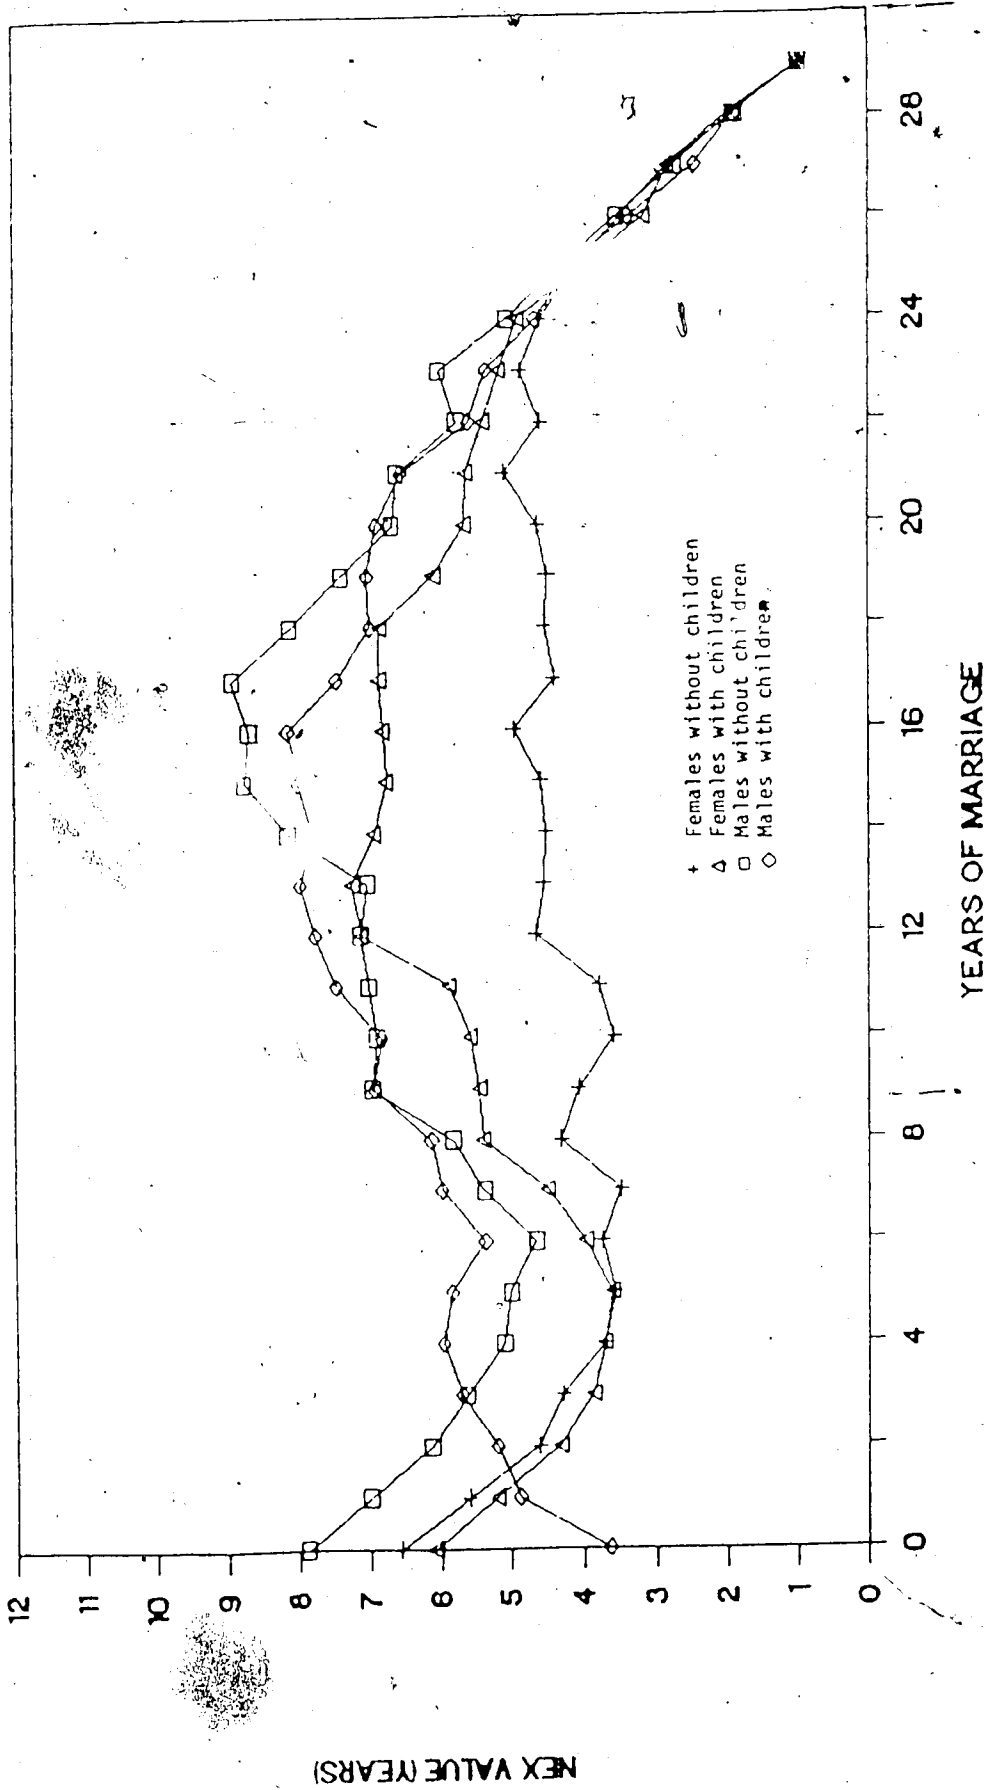 NEX VALUE (YEARS)
12
11
10
9
8
7
6
5
4
3
2
1
0
+ Females without children
△ Females with children
□ Males without chi'dren
◇ Males with children
0 4 8 12 16 20 24 28
YEARS OF MARRIAGE